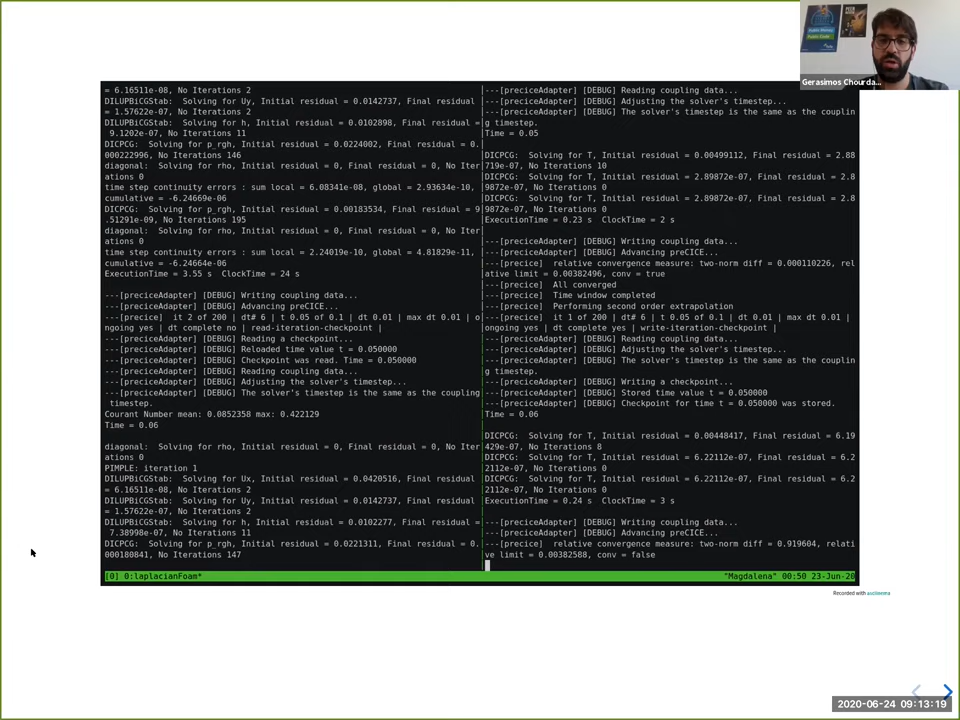 Gerasimos Chourda...
= 6.16511e-08, No Iterations 2
DILUPBiCGStab:  Solving for Uy, Initial residual = 0.0142737, Final residual
= 1.57622e-07, No Iterations 2
DILUPBiCGStab:  Solving for h, Initial residual = 0.0102898, Final residual =
 9.1202e-07, No Iterations 11
DICPCG:  Solving for p_rgh, Initial residual = 0.0224002, Final residual = 0.
000222996, No Iterations 146
diagonal:  Solving for rho, Initial residual = 0, Final residual = 0, No Iter
ations 0
time step continuity errors : sum local = 6.08341e-08, global = 2.93634e-10,
cumulative = -6.24669e-06
DICPCG:  Solving for p_rgh, Initial residual = 0.00183534, Final residual = 9
.51291e-09, No Iterations 195
diagonal:  Solving for rho, Initial residual = 0, Final residual = 0, No Iter
ations 0
time step continuity errors : sum local = 2.24019e-10, global = 4.81829e-11,
cumulative = -6.24664e-06
ExecutionTime = 3.55 s  ClockTime = 24 s
---[preciceAdapter] [DEBUG] Writing coupling data...
---[preciceAdapter] [DEBUG] Advancing preCICE...
---[precice]  it 2 of 200 | dt# 6 | t 0.05 of 0.1 | dt 0.01 | max dt 0.01 | o
ngoing yes | dt complete no | read-iteration-checkpoint |
---[preciceAdapter] [DEBUG] Reading a checkpoint...
---[preciceAdapter] [DEBUG] Reloaded time value t = 0.050000
---[preciceAdapter] [DEBUG] Checkpoint was read. Time = 0.050000
---[preciceAdapter] [DEBUG] Reading coupling data...
---[preciceAdapter] [DEBUG] Adjusting the solver's timestep...
---[preciceAdapter] [DEBUG] The solver's timestep is the same as the coupling
 timestep.
Courant Number mean: 0.0852358 max: 0.422129
Time = 0.06
diagonal:  Solving for rho, Initial residual = 0, Final residual = 0, No Iter
ations 0
PIMPLE: iteration 1
DILUPBiCGStab:  Solving for Ux, Initial residual = 0.0420516, Final residual
= 6.16511e-08, No Iterations 2
DILUPBiCGStab:  Solving for Uy, Initial residual = 0.0142737, Final residual
= 1.57622e-07, No Iterations 2
DILUPBiCGStab:  Solving for h, Initial residual = 0.0102277, Final residual =
 7.38998e-07, No Iterations 11
DICPCG:  Solving for p_rgh, Initial residual = 0.0221311, Final residual = 0.
000180841, No Iterations 147
---[preciceAdapter] [DEBUG] Reading coupling data...
---[preciceAdapter] [DEBUG] Adjusting the solver's timestep...
---[preciceAdapter] [DEBUG] The solver's timestep is the same as the couplin
g timestep.
Time = 0.05
DICPCG:  Solving for T, Initial residual = 0.00499112, Final residual = 2.88
719e-07, No Iterations 10
DICPCG:  Solving for T, Initial residual = 2.89872e-07, Final residual = 2.8
9872e-07, No Iterations 0
DICPCG:  Solving for T, Initial residual = 2.89872e-07, Final residual = 2.8
9872e-07, No Iterations 0
ExecutionTime = 0.23 s  ClockTime = 2 s
---[preciceAdapter] [DEBUG] Writing coupling data...
---[preciceAdapter] [DEBUG] Advancing preCICE...
---[precice]  relative convergence measure: two-norm diff = 0.000110226, rel
ative limit = 0.00382496, conv = true
---[precice]  All converged
---[precice]  Time window completed
---[precice]  Performing second order extrapolation
---[precice]  it 1 of 200 | dt# 6 | t 0.05 of 0.1 | dt 0.01 | max dt 0.01 |
ongoing yes | dt complete yes | write-iteration-checkpoint |
---[preciceAdapter] [DEBUG] Reading coupling data...
---[preciceAdapter] [DEBUG] Adjusting the solver's timestep...
---[preciceAdapter] [DEBUG] The solver's timestep is the same as the couplin
g timestep.
---[preciceAdapter] [DEBUG] Writing a checkpoint...
---[preciceAdapter] [DEBUG] Stored time value t = 0.050000
---[preciceAdapter] [DEBUG] Checkpoint for time t = 0.050000 was stored.
Time = 0.06
DICPCG:  Solving for T, Initial residual = 0.00448417, Final residual = 6.19
429e-07, No Iterations 8
DICPCG:  Solving for T, Initial residual = 6.22112e-07, Final residual = 6.2
2112e-07, No Iterations 0
DICPCG:  Solving for T, Initial residual = 6.22112e-07, Final residual = 6.2
2112e-07, No Iterations 0
ExecutionTime = 0.24 s  ClockTime = 3 s
---[preciceAdapter] [DEBUG] Writing coupling data...
---[preciceAdapter] [DEBUG] Advancing preCICE...
---[precice]  relative convergence measure: two-norm diff = 0.919604, relati
ve limit = 0.00382588, conv = false
[0] 0:laplacianFoam*
"Magdalena" 00:50 23-Jun-20
Recorded with asciinema
2020-06-24 09:13:19